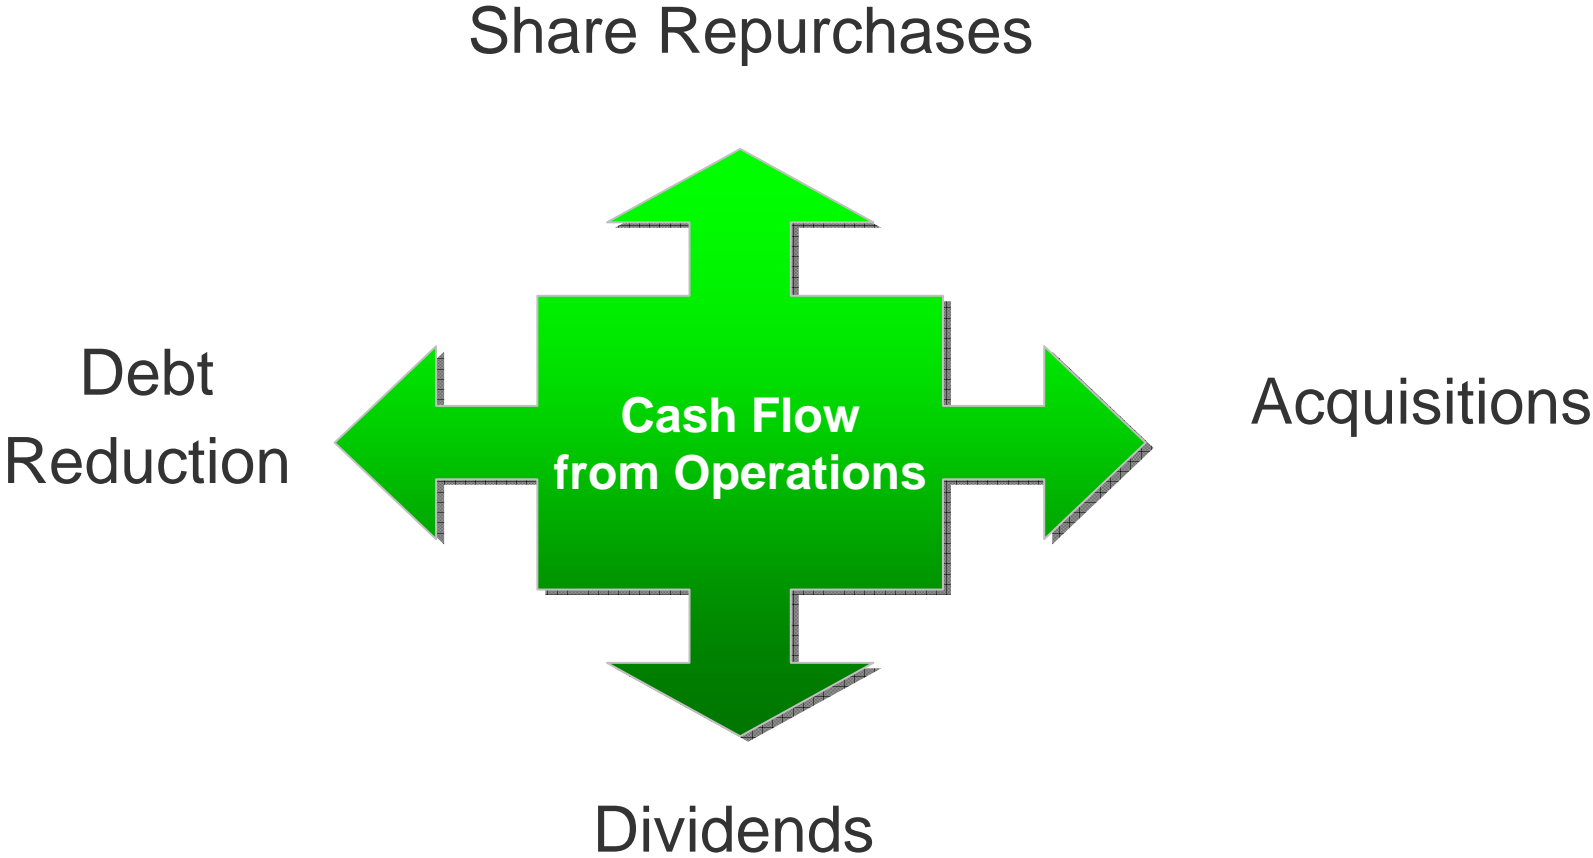 Share Repurchases
Debt
Reduction
Cash Flow
from Operations
Acquisitions
Dividends